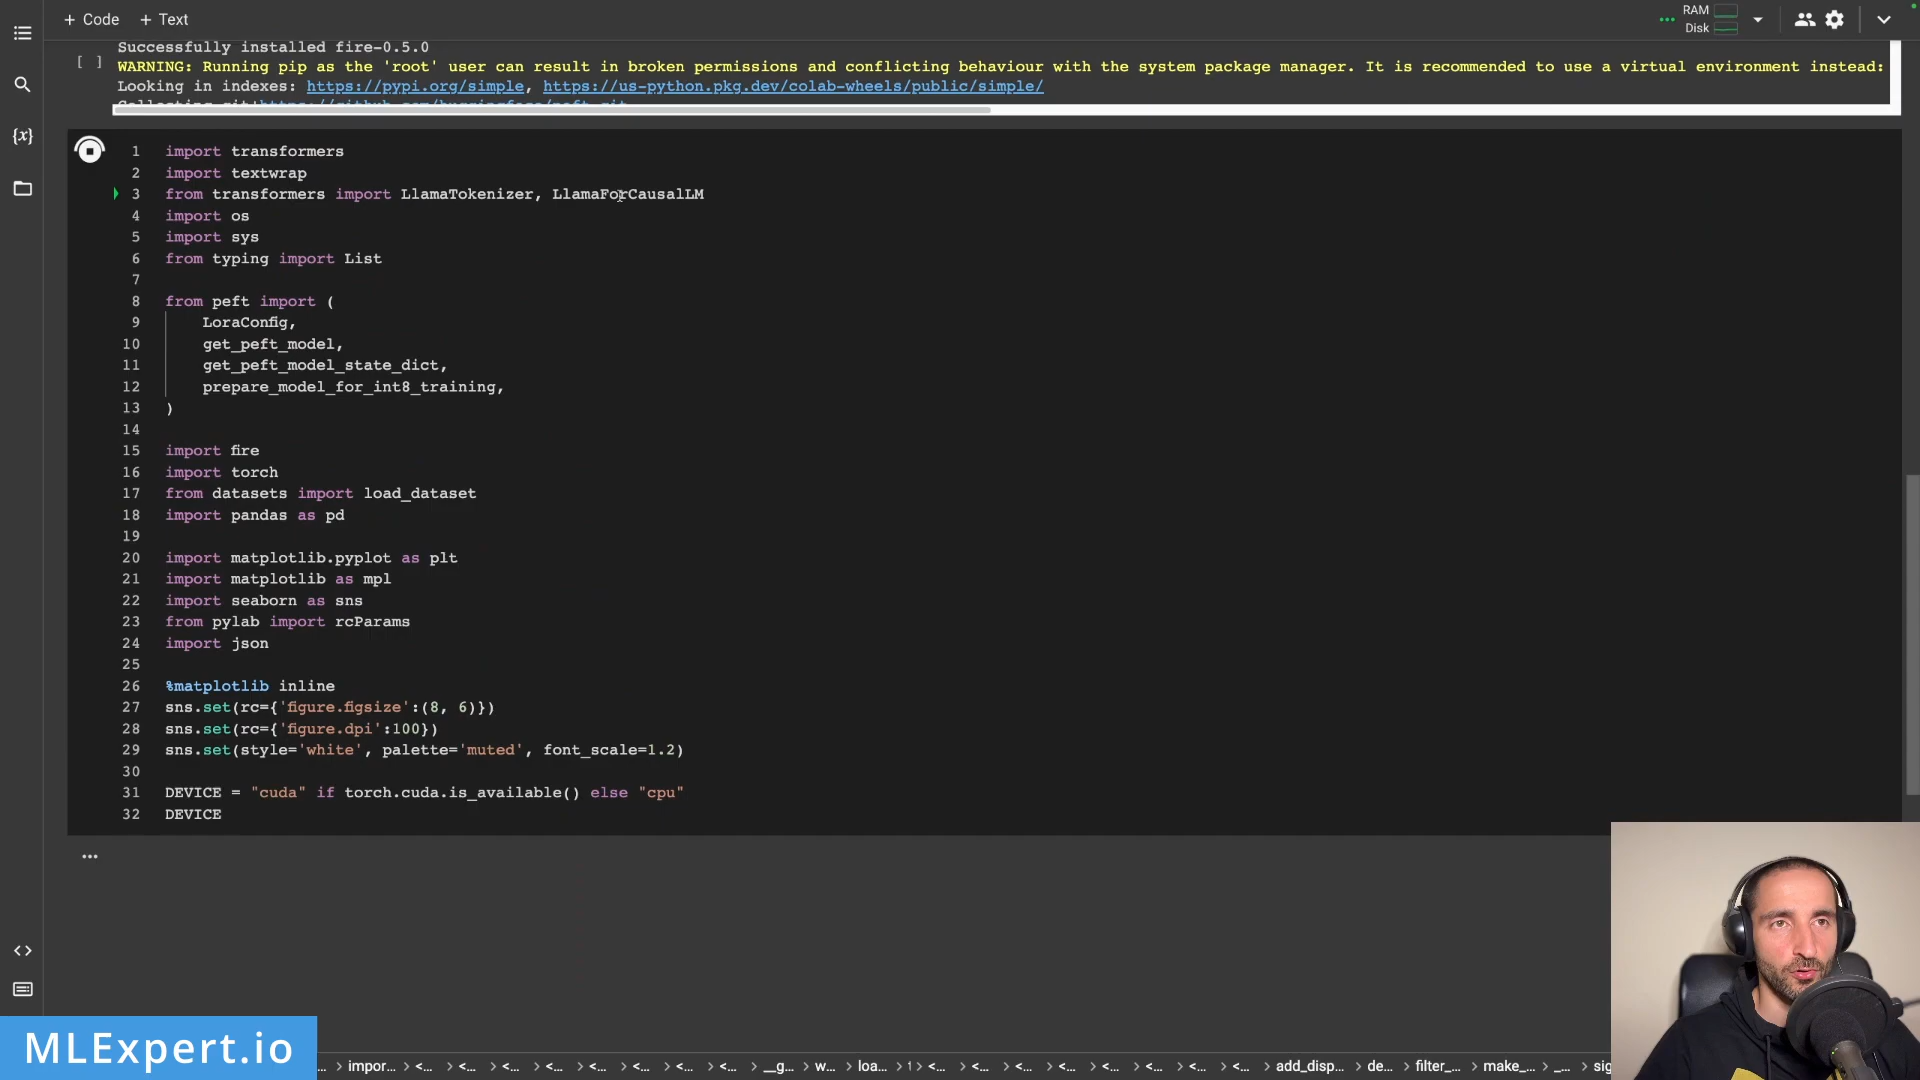 + Code + Text
RAM
Disk
Successfully installed fire-0.5.0
[ ] WARNING: Running pip as the 'root' user can result in broken permissions and conflicting behaviour with the system package manager. It is recommended to use a virtual environment instead:
Looking in indexes: https://pypi.org/simple, https://us-python.pkg.dev/colab-wheels/public/simple/
{x}
1 import transformers
2 import textwrap
3 from transformers import LlamaTokenizer, LlamaForCausalLM
4 import os
5 import sys
6 from typing import List
7
8 from peft import (
9 LoraConfig,
10 get_peft_model,
11 get_peft_model_state_dict,
12 prepare_model_for_int8_training,
13 )
14
15 import fire
16 import torch
17 from datasets import load_dataset
18 import pandas as pd
19
20 import matplotlib.pyplot as plt
21 import matplotlib as mpl
22 import seaborn as sns
23 from pylab import rcParams
24 import json
25
26 %matplotlib inline
27 sns.set(rc={'figure.figsize':(8, 6)})
28 sns.set(rc={'figure.dpi':100})
29 sns.set(style='white', palette='muted', font_scale=1.2)
30
31 DEVICE = "cuda" if torch.cuda.is_available() else "cpu"
32 DEVICE
...
MLExpert.io
... impor... > <... > <... > <... > <... > <... > <... > <... > <... > __g... > w... > loa... > <... > <... > <... > <... > <... > <... > <... > <... > add_disp... > de... > filter_... > make_... > _... > sig